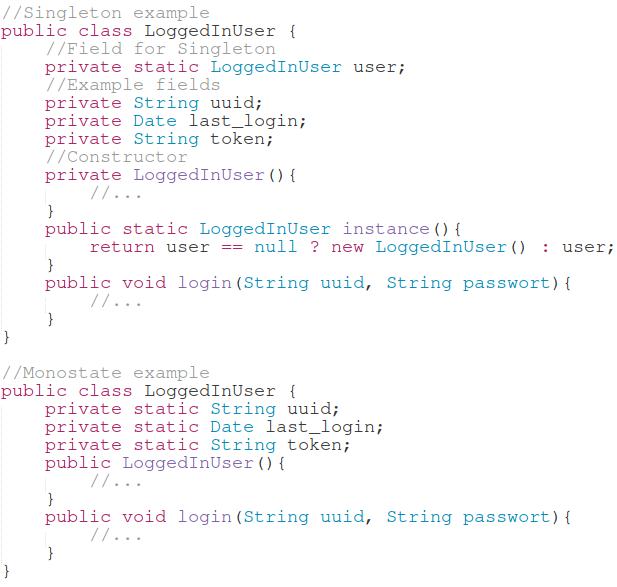 //Singleton example
public class LoggedInUser {
    //Field for Singleton
    private static LoggedInUser user;
    //Example fields
    private String uuid;
    private Date last_login;
    private String token;
    //Constructor
    private LoggedInUser(){
        //...
    }
    public static LoggedInUser instance(){
        return user == null ? new LoggedInUser() : user;
    }
    public void login(String uuid, String passwort){
        //...
    }
}

//Monostate example
public class LoggedInUser {
    private static String uuid;
    private static Date last_login;
    private static String token;
    public LoggedInUser(){
        //...
    }
    public void login(String uuid, String passwort){
        //...
    }
}